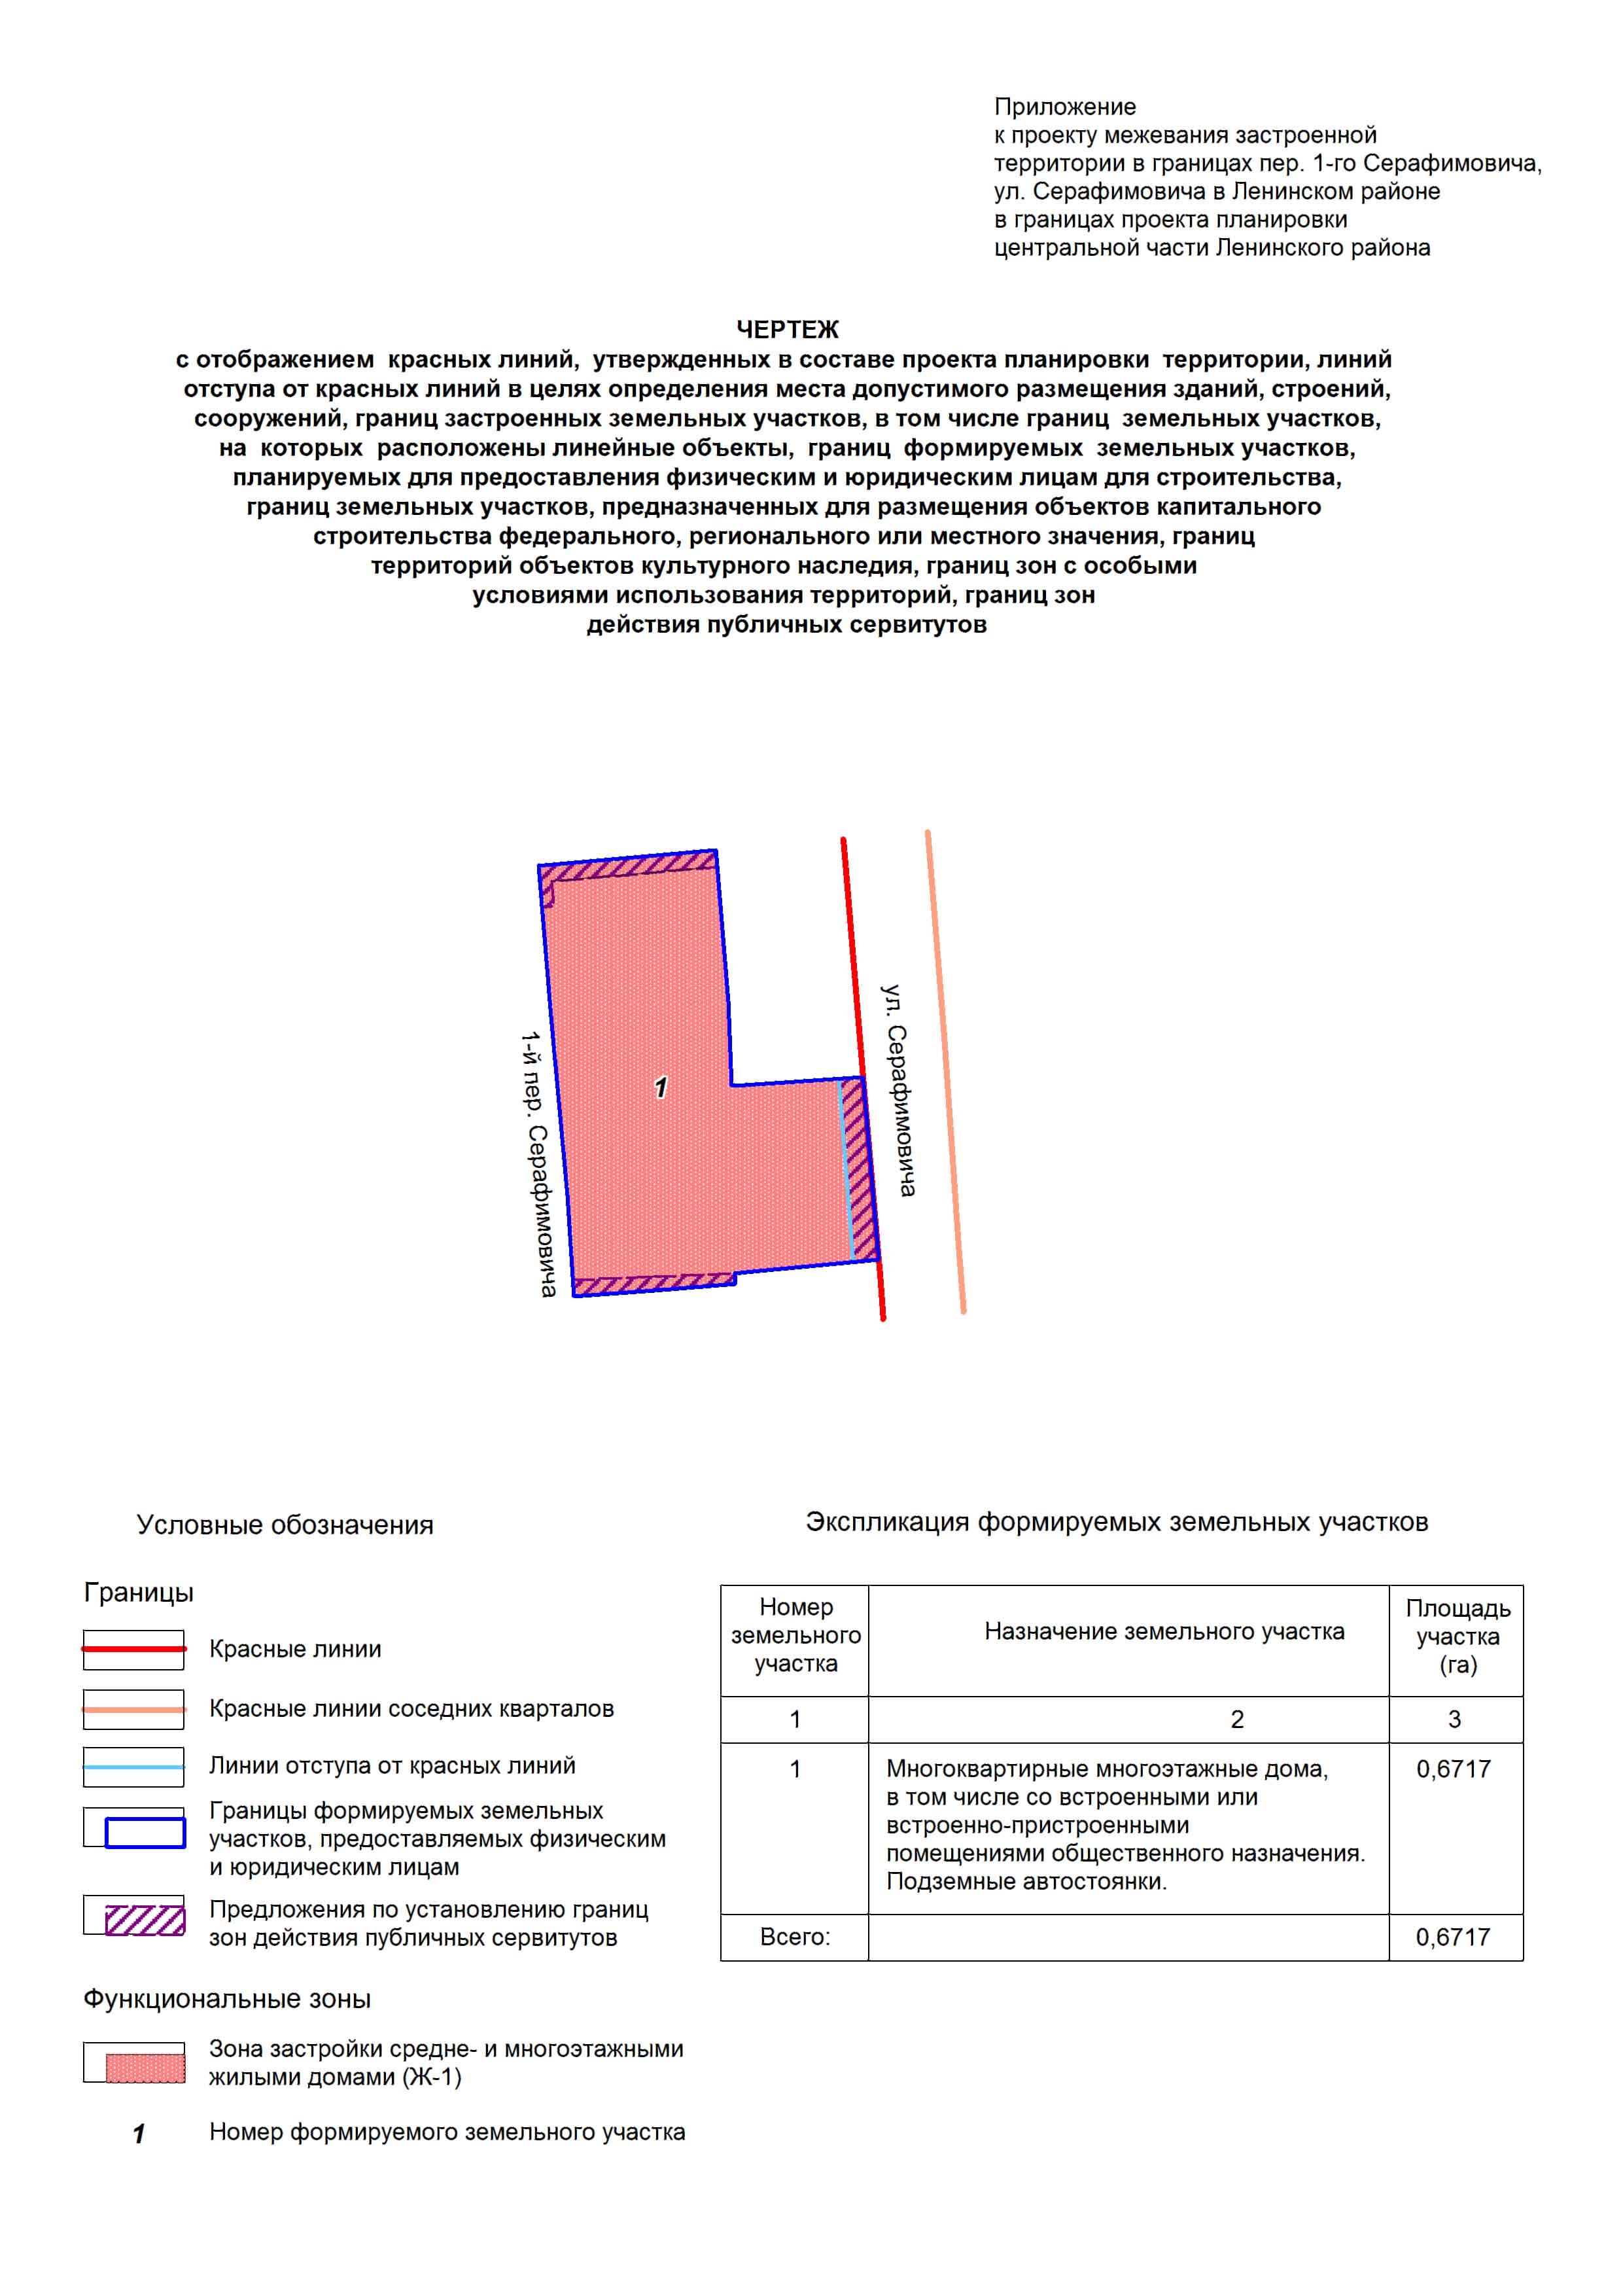 Приложение
к проекту межевания застроенной
территории в границах пер. 1-го Серафимовича,
ул. Серафимовича в Ленинском районе
в границах проекта планировки
центральной части Ленинского района
ЧЕРТЕЖ
с отображением красных линий, утвержденных в составе проекта планировки территории, линий
отступа от красных линий в целях определения места допустимого размещения зданий, строений,
сооружений, границ застроенных земельных участков, в том числе границ земельных участков,
на которых расположены линейные объекты, границ формируемых земельных участков,
планируемых для предоставления физическим и юридическим лицам для строительства,
границ земельных участков, предназначенных для размещения объектов капитального
строительства федерального, регионального или местного значения, границ
территорий объектов культурного наследия, границ зон с особыми
условиями использования территорий, границ зон
действия публичных сервитутов
1-й пер. Серафимовича
1
ул. Серафимовича
Условные обозначения
Границы
Красные линии
Красные линии соседних кварталов
Линии отступа от красных линий
Границы формируемых земельных
участков, предоставляемых физическим
и юридическим лицам
Предложения по установлению границ
зон действия публичных сервитутов
Функциональные зоны
Зона застройки средне- и многоэтажными
жилыми домами (Ж-1)
1 Номер формируемого земельного участка
Экспликация формируемых земельных участков
Номер
земельного
участка
Назначение земельного участка
Площадь
участка
(га)
1 2 3
1
Многоквартирные многоэтажные дома,
в том числе со встроенными или
встроенно-пристроенными
помещениями общественного назначения.
Подземные автостоянки.
0,6717
Всего: 0,6717